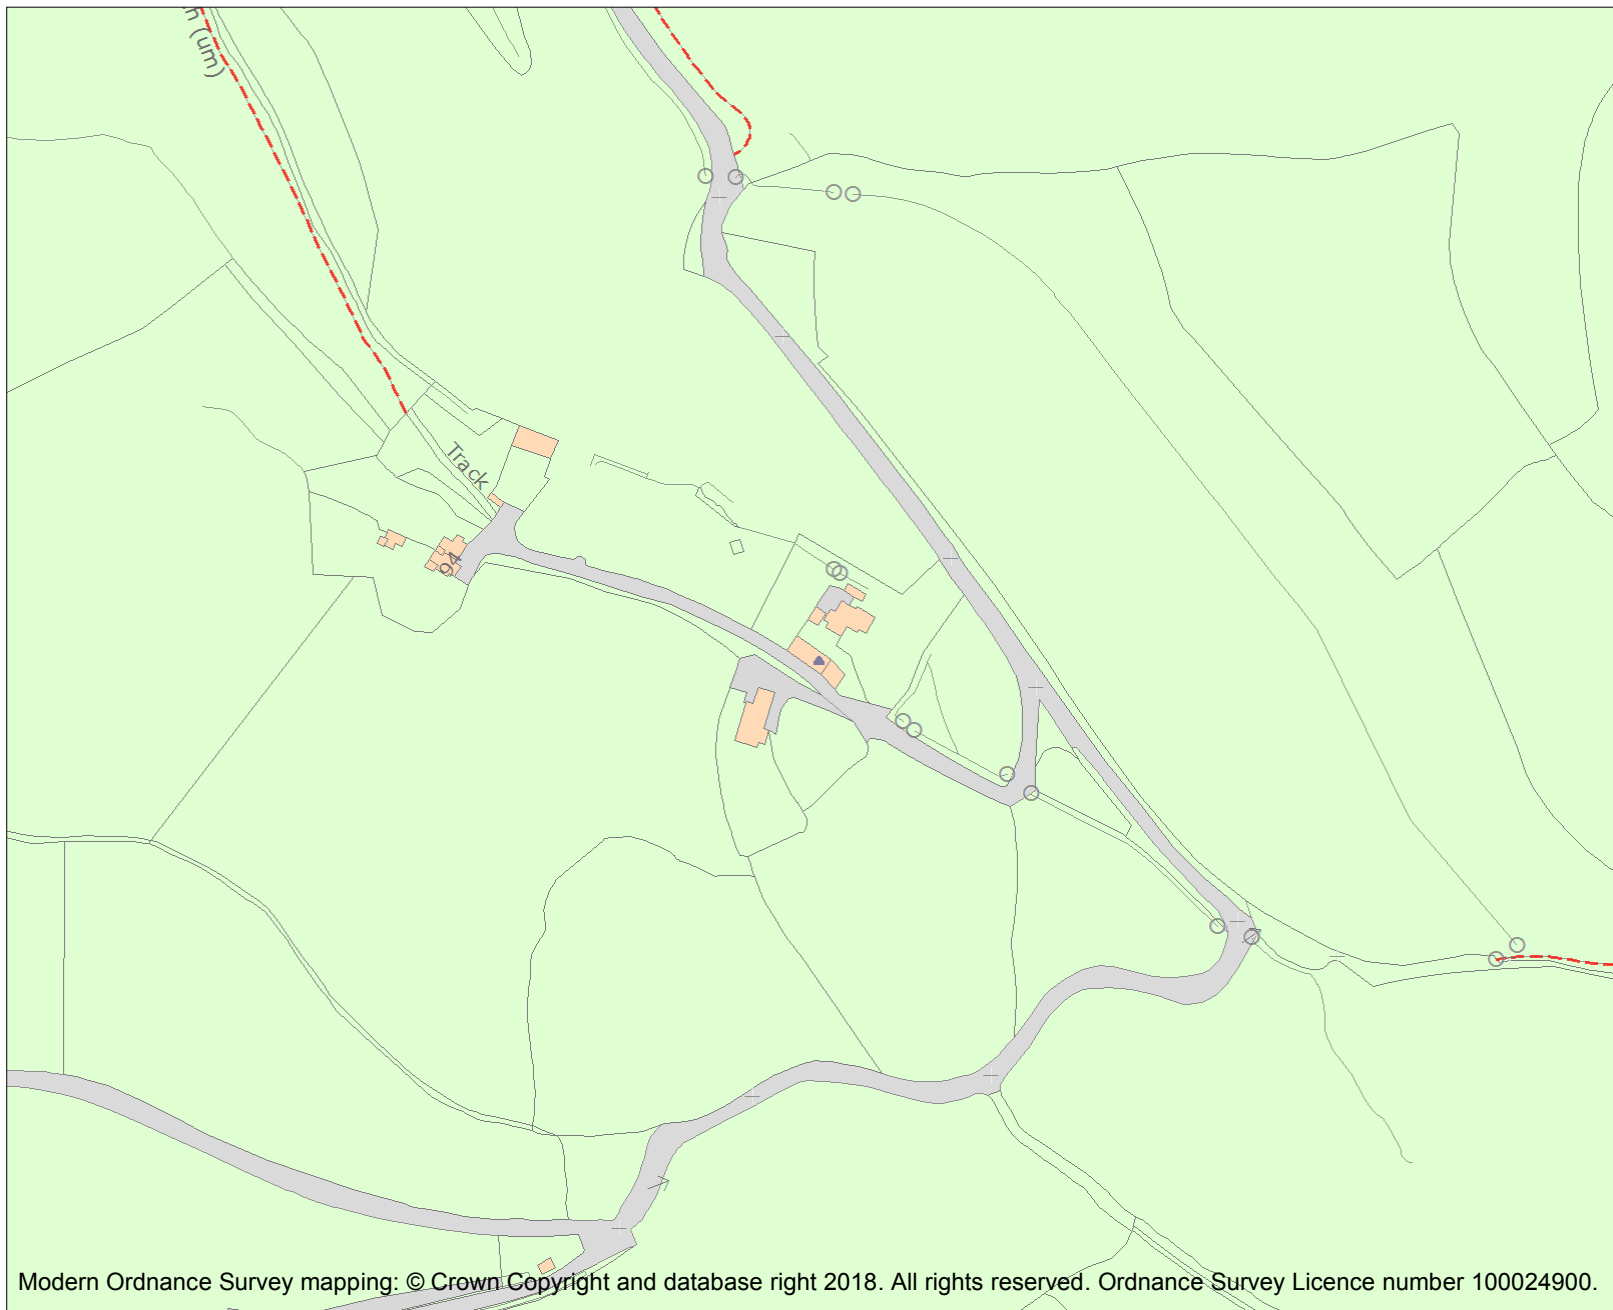 h (um)
Track
94
Modern Ordnance Survey mapping: © Crown Copyright and database right 2018. All rights reserved. Ordnance Survey Licence number 100024900.